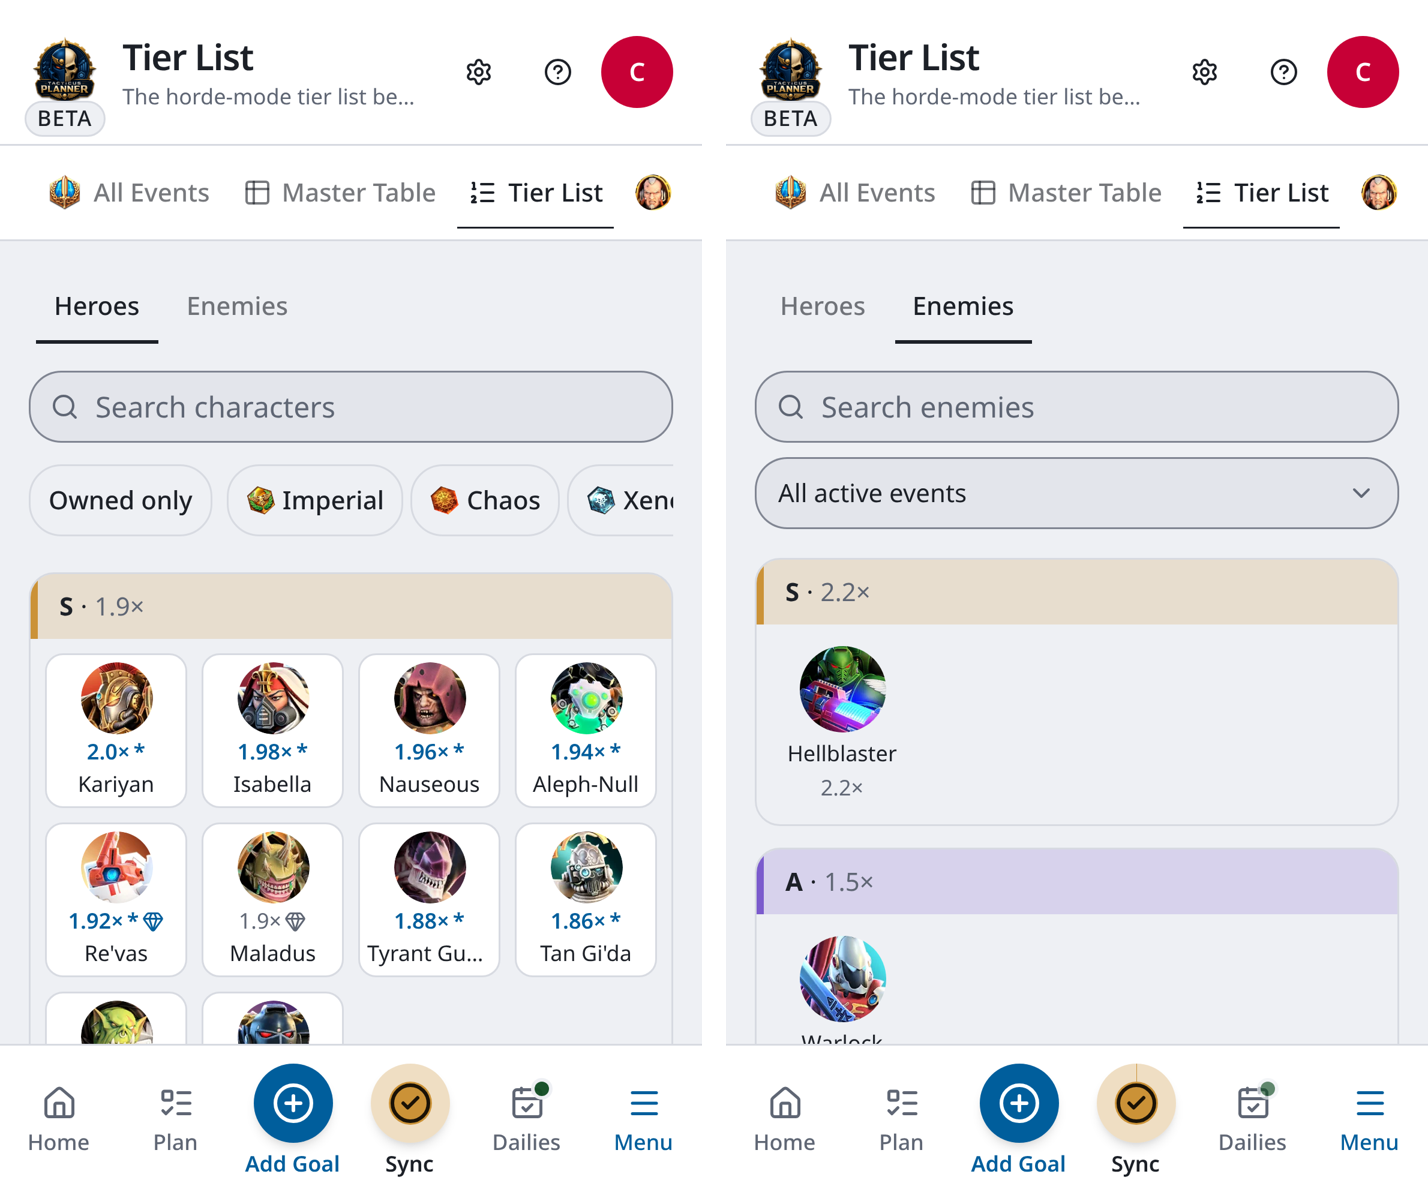 TACTICUS
PLANNER
BETA
Tier List
The horde-mode tier list be...
C
All Events
Master Table
Tier List
Heroes
Enemies
Search characters
Owned only
Imperial
Chaos
Xen
S · 1.9×
2.0× *
Kariyan
1.98× *
Isabella
1.96× *
Nauseous
1.94× *
Aleph-Null
1.92× *
Re'vas
1.9×
Maladus
1.88× *
Tyrant Gu...
1.86× *
Tan Gi'da
Home
Plan
Add Goal
Sync
Dailies
Menu
TACTICUS
PLANNER
BETA
Tier List
The horde-mode tier list be...
C
All Events
Master Table
Tier List
Heroes
Enemies
Search enemies
All active events
S · 2.2×
Hellblaster
2.2×
A · 1.5×
Warlock
Home
Plan
Add Goal
Sync
Dailies
Menu